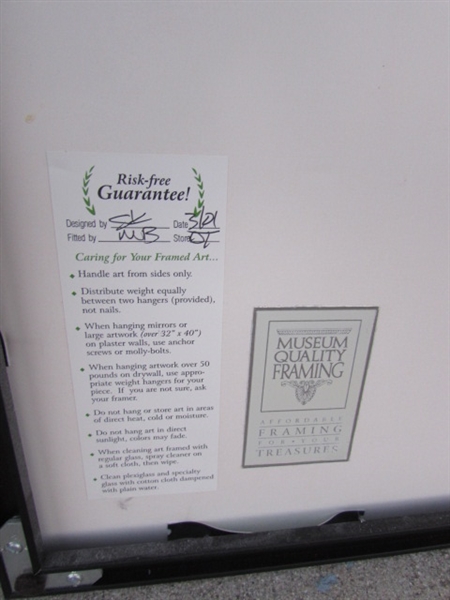 Risk-free
Guarantee!
Designed by SK Date 3/01
Fitted by MB Store
Caring for Your Framed Art...
Handle art from sides only.
Distribute weight equally
between two hangers (provided),
not nails.
When hanging mirrors or
large artwork (over 32" x 40")
on plaster walls, use anchor
screws or molly-bolts.
When hanging artwork over 50
pounds on drywall, use appro-
priate weight hangers for your
piece. If you are not sure, ask
your framer.
Do not hang or store art in areas
of direct heat, cold or moisture.
Do not hang art in direct
sunlight, colors may fade.
When cleaning art framed with
regular glass, spray cleaner on
a soft cloth, then wipe.
Clean plexiglass and specialty
glass with cotton cloth dampened
with plain water.
MUSEUM
QUALITY
FRAMING
AFFORDABLE
FRAMING
FOR YOUR
TREASURES